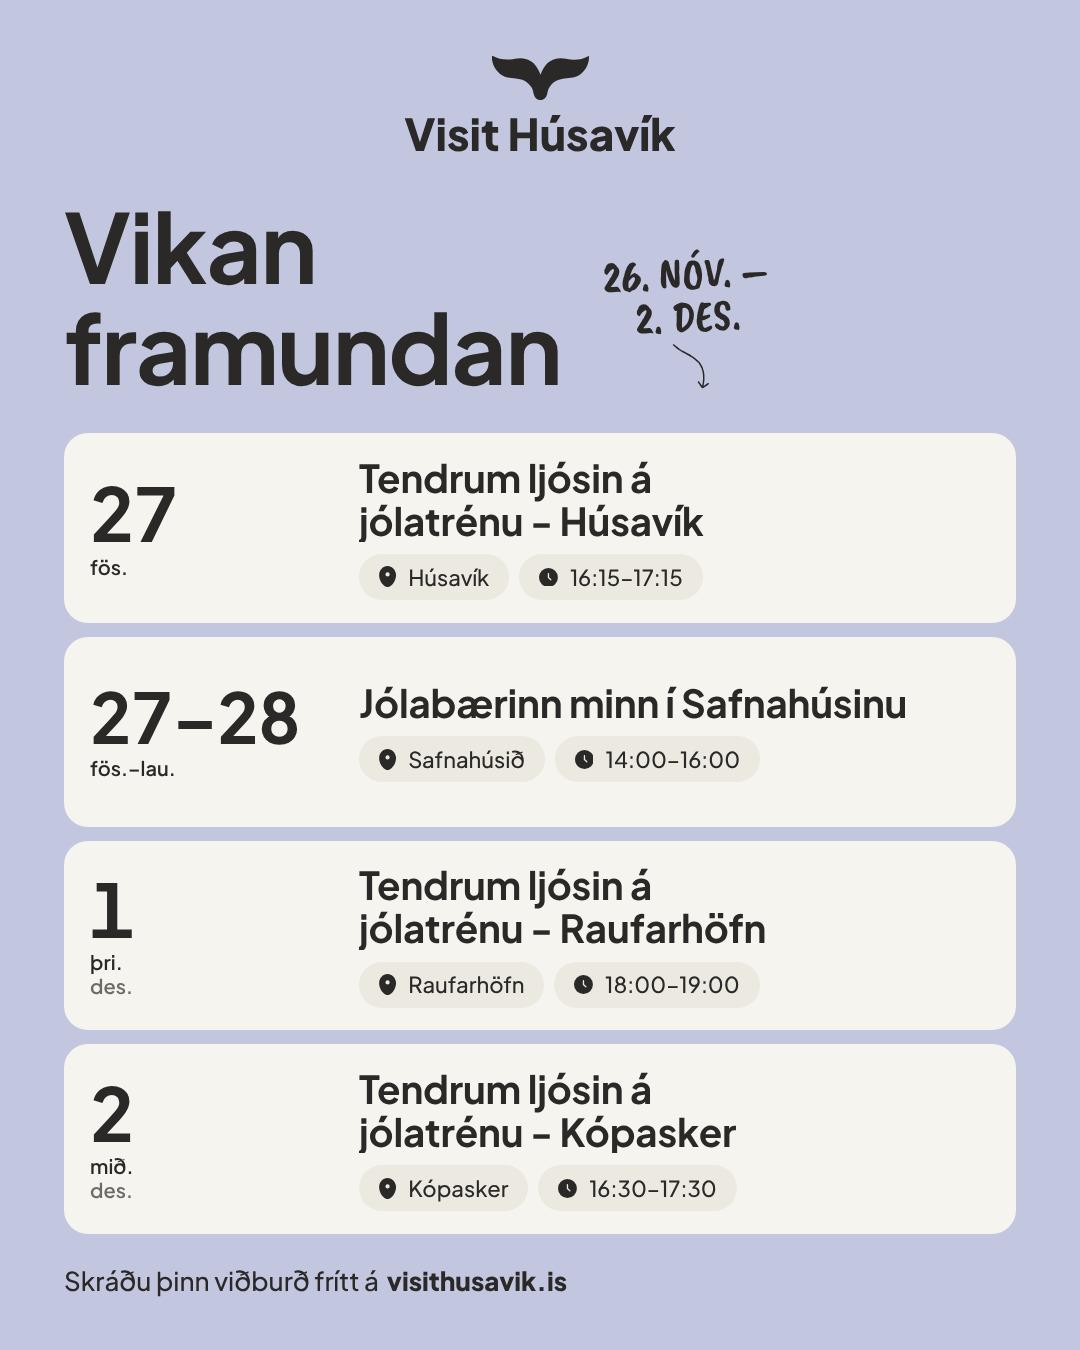 Visit Húsavík
Vikan
framundan
26. NÓV. –
2. DES.
27
fös.
Tendrum ljósin á
jólatrénu – Húsavík
Húsavík
16:15–17:15
27–28
fös.–lau.
Jólabærinn minn í Safnahúsinu
Safnahúsið
14:00–16:00
1
þri.
des.
Tendrum ljósin á
jólatrénu – Raufarhöfn
Raufarhöfn
18:00–19:00
2
mið.
des.
Tendrum ljósin á
jólatrénu – Kópasker
Kópasker
16:30–17:30
Skráðu þinn viðburð frítt á visithusavik.is